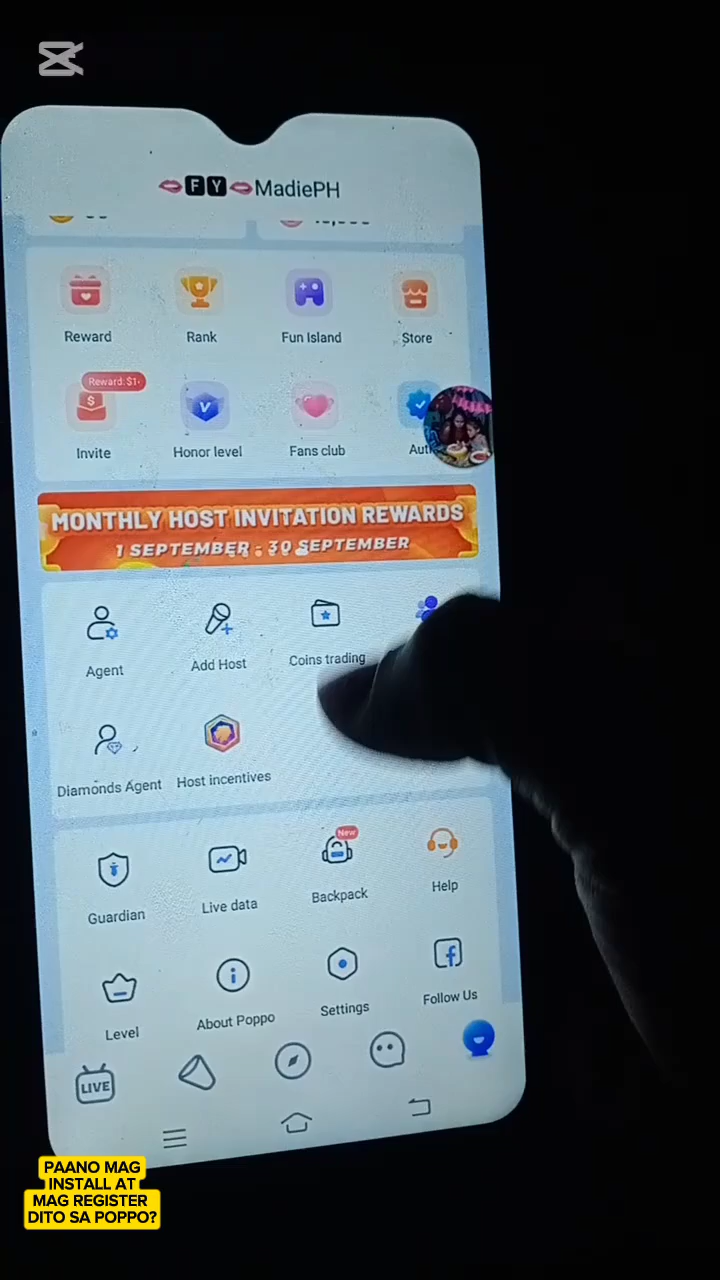 🅵🆈MadiePH
Reward
Rank
Fun Island
Store
Reward: $1
Invite
Honor level
Fans club
MONTHLY HOST INVITATION REWARDS
1 SEPTEMBER - 30 SEPTEMBER
Agent
Add Host
Coins trading
Diamonds Agent
Host incentives
Guardian
Live data
New
Backpack
Help
Level
About Poppo
Settings
Follow Us
LIVE
PAANO MAG
INSTALL AT
MAG REGISTER
DITO SA POPPO?